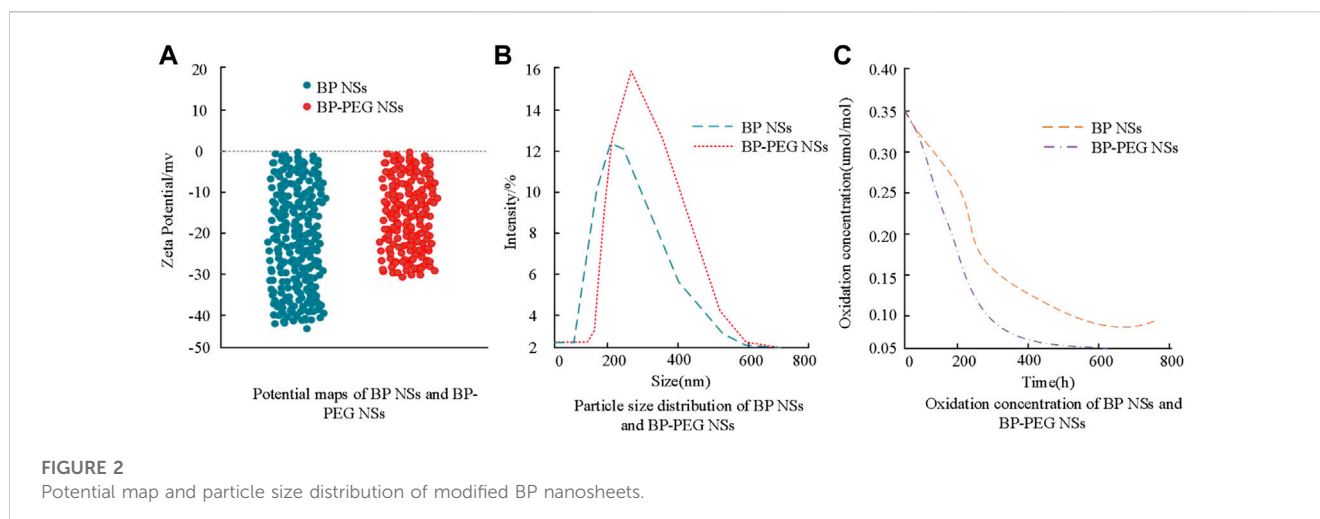 A
20
10
0
-10
-20
-30
-40
-50
Zeta Potential/mv
BP NSs
BP-PEG NSs
Potential maps of BP NSs and BP-
PEG NSs
B
16
14
12
10
8
6
4
2
Intensity/%
BP NSs
BP-PEG NSs
0 200 400 600 800
Size(nm)
Particle size distribution of BP NSs
and BP-PEG NSs
C
0.40
0.35
0.30
0.25
0.20
0.15
0.10
0.05
Oxidation concentration(umol/mol)
BP NSs
BP-PEG NSs
0 200 400 600 800
Time(h)
Oxidation concentration of BP NSs and
BP-PEG NSs
FIGURE 2
Potential map and particle size distribution of modified BP nanosheets.